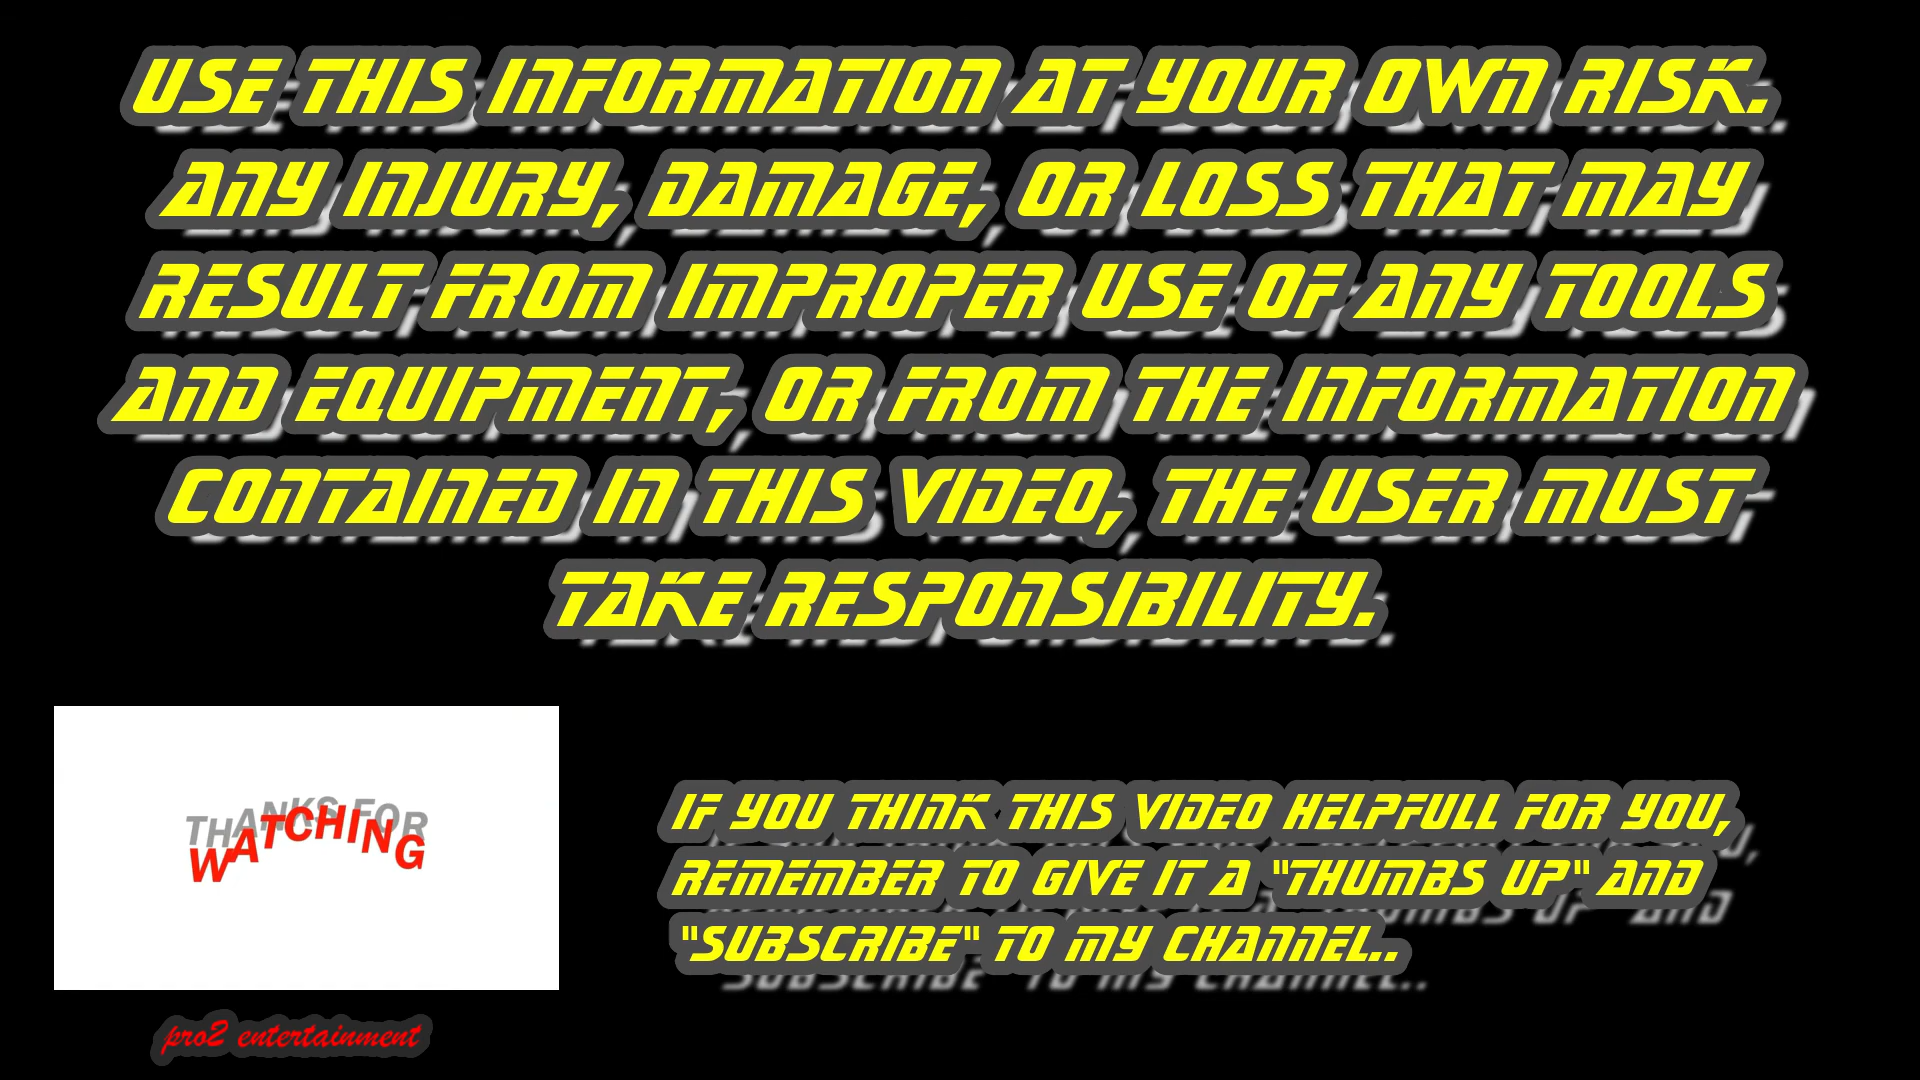 USE THIS INFORMATION AT YOUR OWN RISK.
ANY INJURY, DAMAGE, OR LOSS THAT MAY
RESULT FROM IMPROPER USE OF ANY TOOLS
AND EQUIPMENT, OR FROM THE INFORMATION
CONTAINED IN THIS VIDEO, THE USER MUST
TAKE RESPONSIBILITY.
THANKS FOR
WATCHING
IF YOU THINK THIS VIDEO HELPFULL FOR YOU,
REMEMBER TO GIVE IT A "THUMBS UP" AND
"SUBSCRIBE" TO MY CHANNEL..
pro2 entertainment